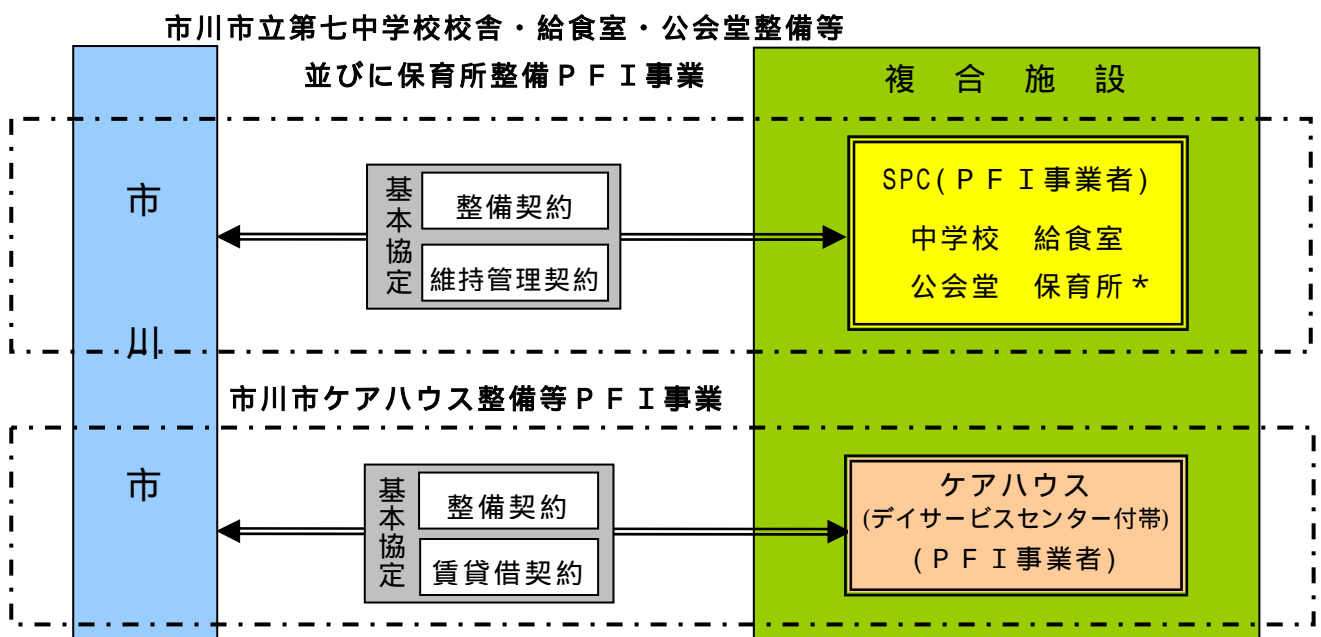 市川市立第七中学校校舎・給食室・公会堂整備等
並びに保育所整備ＰＦＩ事業
複合施設
市川市
基本協定
整備契約
維持管理契約
SPC(ＰＦＩ事業者)
中学校　給食室
公会堂　保育所*
市川市ケアハウス整備等ＰＦＩ事業
基本協定
整備契約
賃貸借契約
ケアハウス
(デイサービスセンター付帯)
(ＰＦＩ事業者)